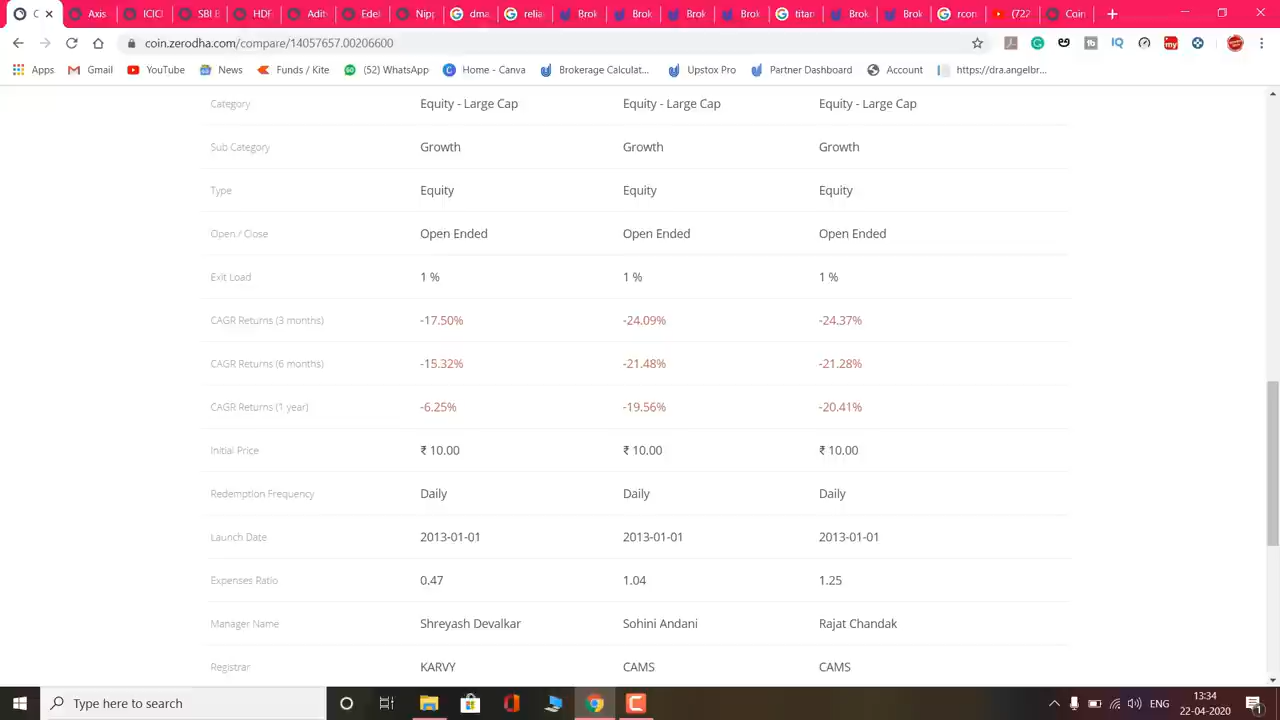 C
Axis
ICICI
SBI B
HDF
Adit
Edel
Nipp
dma
relia
Brok
Brok
Brok
Brok
titan
Brok
Brok
rcon
(722
Coin
coin.zerodha.com/compare/14057657.00206600
Apps
Gmail
YouTube
News
Funds / Kite
(52) WhatsApp
Home - Canva
Brokerage Calculat...
Upstox Pro
Partner Dashboard
Account
https://dra.angelbr...
Category Equity - Large Cap Equity - Large Cap Equity - Large Cap
Sub Category Growth Growth Growth
Type Equity Equity Equity
Open / Close Open Ended Open Ended Open Ended
Exit Load 1 % 1 % 1 %
CAGR Returns (3 months) -17.50% -24.09% -24.37%
CAGR Returns (6 months) -15.32% -21.48% -21.28%
CAGR Returns (1 year) -6.25% -19.56% -20.41%
Initial Price ₹ 10.00 ₹ 10.00 ₹ 10.00
Redemption Frequency Daily Daily Daily
Launch Date 2013-01-01 2013-01-01 2013-01-01
Expenses Ratio 0.47 1.04 1.25
Manager Name Shreyash Devalkar Sohini Andani Rajat Chandak
Registrar KARVY CAMS CAMS
Type here to search
ENG
13:34
22-04-2020
1